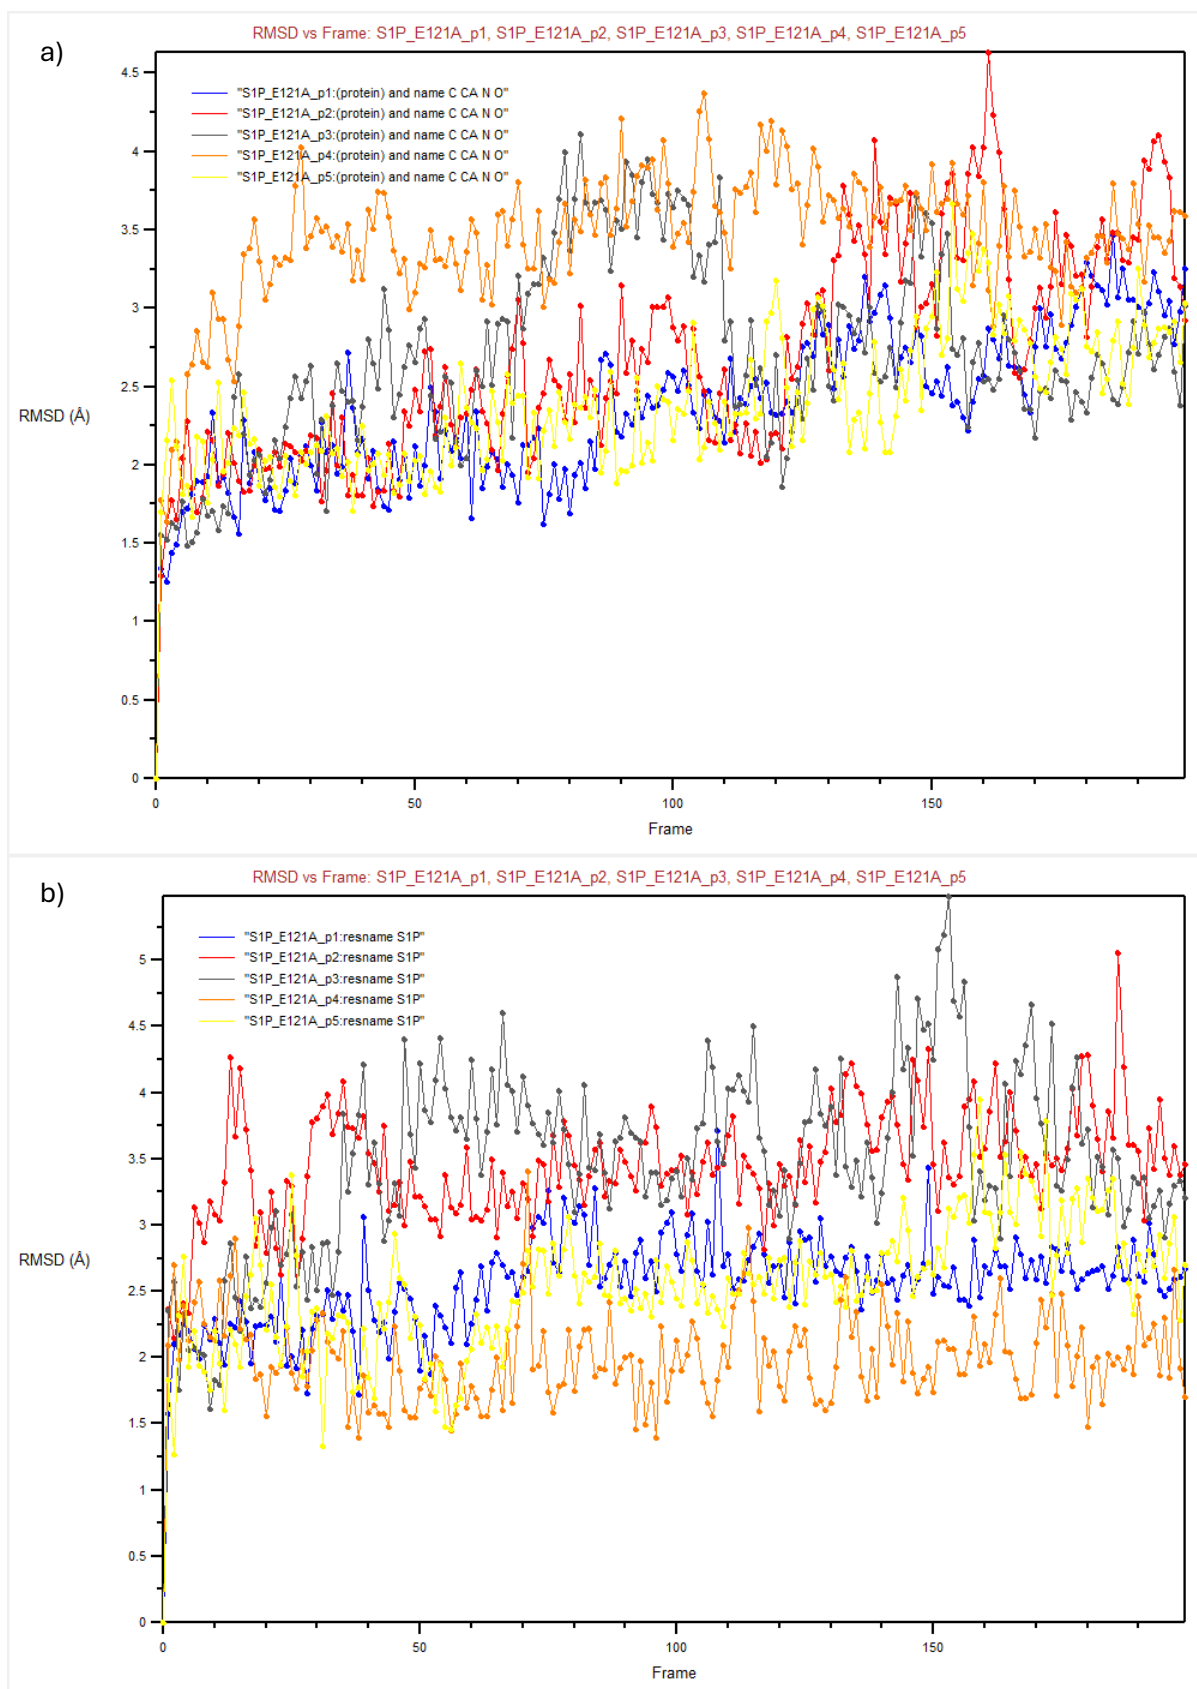 a)
RMSD vs Frame: S1P_E121A_p1, S1P_E121A_p2, S1P_E121A_p3, S1P_E121A_p4, S1P_E121A_p5
4.5
"S1P_E121A_p1:(protein) and name C CA N O"
"S1P_E121A_p2:(protein) and name C CA N O"
"S1P_E121A_p3:(protein) and name C CA N O"
4
"S1P_E121A_p4:(protein) and name C CA N O"
"S1P_E121A_p5:(protein) and name C CA N O"
3.5
3
2.5
RMSD (Å)
2
1.5
1
0.5
0
0 50 100 150
Frame
b)
RMSD vs Frame: S1P_E121A_p1, S1P_E121A_p2, S1P_E121A_p3, S1P_E121A_p4, S1P_E121A_p5
"S1P_E121A_p1:resname S1P"
5
"S1P_E121A_p2:resname S1P"
"S1P_E121A_p3:resname S1P"
"S1P_E121A_p4:resname S1P"
"S1P_E121A_p5:resname S1P"
4.5
4
3.5
3
RMSD (Å)
2.5
2
1.5
1
0.5
0
0 50 100 150
Frame